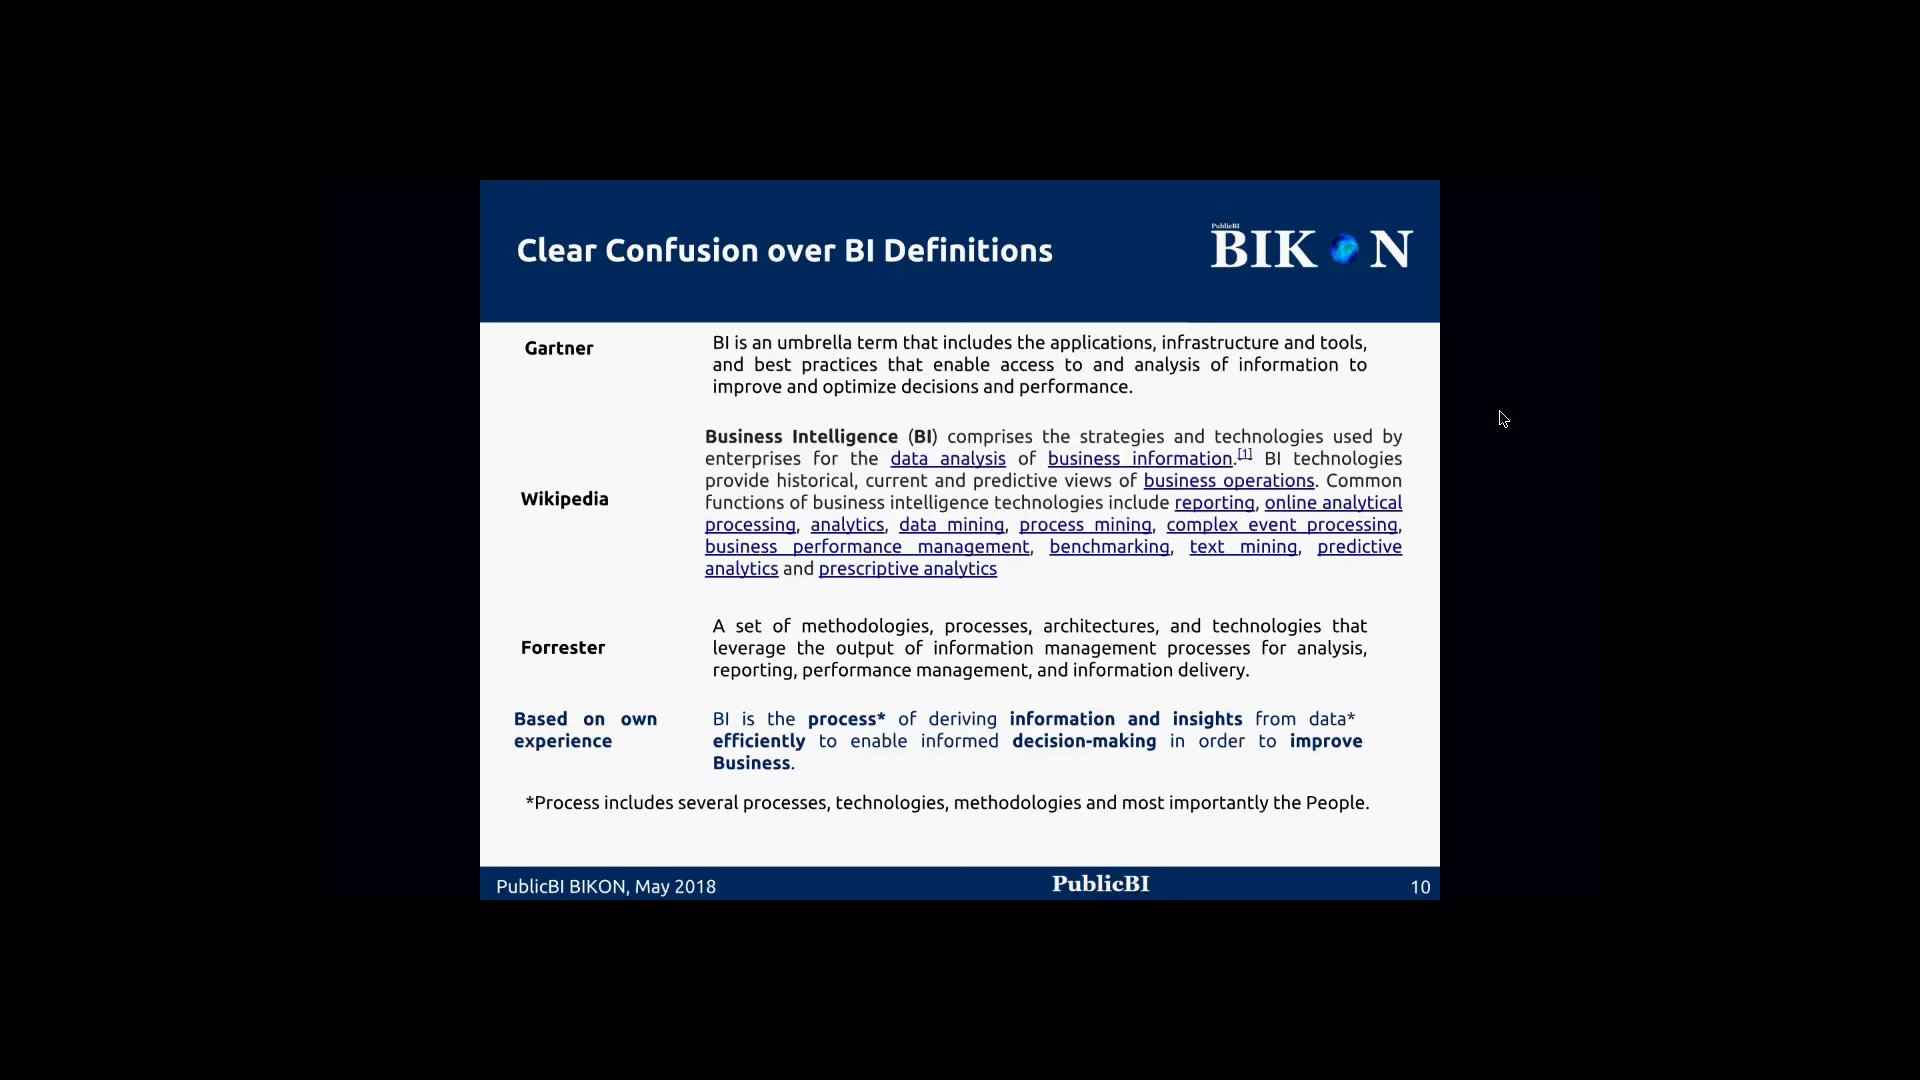 Clear Confusion over BI Definitions
PublicBI
BIK N
Gartner
BI is an umbrella term that includes the applications, infrastructure and tools,
and best practices that enable access to and analysis of information to
improve and optimize decisions and performance.
Wikipedia
Business Intelligence (BI) comprises the strategies and technologies used by
enterprises for the data analysis of business information.[1] BI technologies
provide historical, current and predictive views of business operations. Common
functions of business intelligence technologies include reporting, online analytical
processing, analytics, data mining, process mining, complex event processing,
business performance management, benchmarking, text mining, predictive
analytics and prescriptive analytics
Forrester
A set of methodologies, processes, architectures, and technologies that
leverage the output of information management processes for analysis,
reporting, performance management, and information delivery.
Based on own
experience
BI is the process* of deriving information and insights from data*
efficiently to enable informed decision-making in order to improve
Business.
*Process includes several processes, technologies, methodologies and most importantly the People.
PublicBI BIKON, May 2018
PublicBI
10